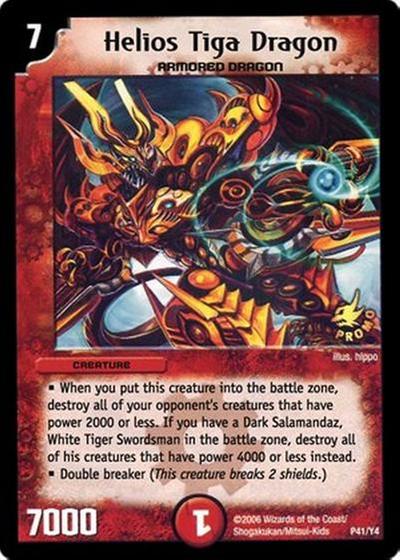 7
Helios Tiga Dragon
ARMORED DRAGON
PROMO
illus. hippo
CREATURE
▪ When you put this creature into the battle zone,
destroy all of your opponent's creatures that have
power 2000 or less. If you have a Dark Salamandaz,
White Tiger Swordsman in the battle zone, destroy all
of his creatures that have power 4000 or less instead.
▪ Double breaker (This creature breaks 2 shields.)
7000
1
©2006 Wizards of the Coast/
Shogakukan/Mitsui-Kids
P41/Y4